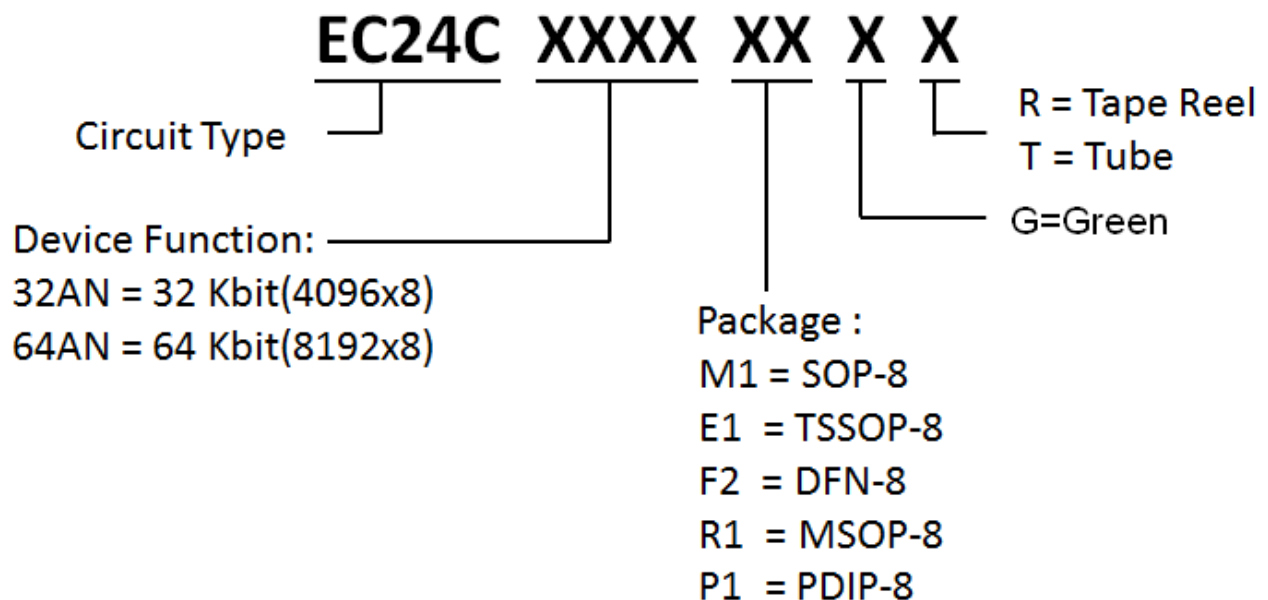 EC24C XXXX XX X X
Circuit Type
R = Tape Reel
T = Tube
G=Green
Device Function:
32AN = 32 Kbit(4096x8)
64AN = 64 Kbit(8192x8)
Package :
M1 = SOP-8
E1 = TSSOP-8
F2 = DFN-8
R1 = MSOP-8
P1 = PDIP-8